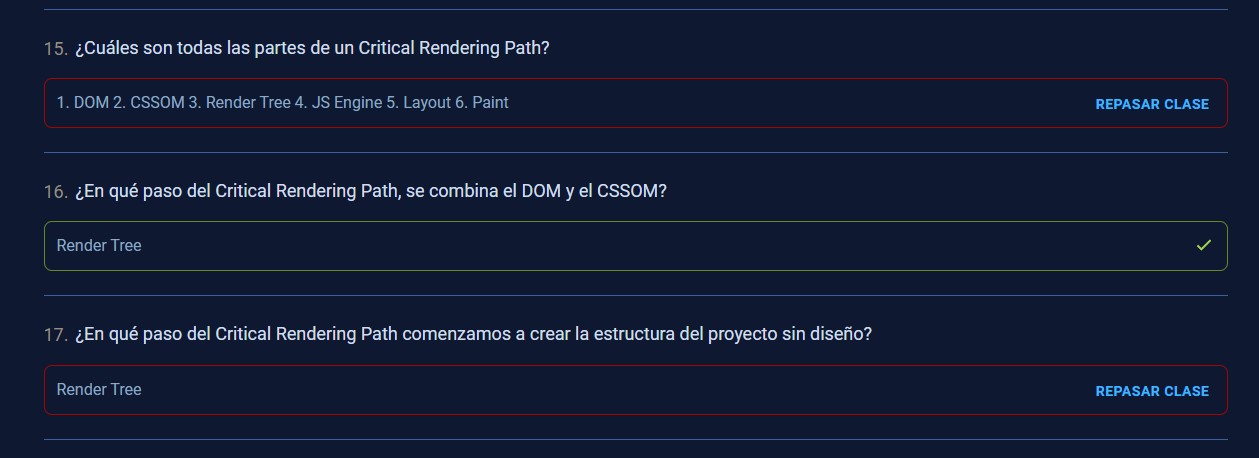 15. ¿Cuáles son todas las partes de un Critical Rendering Path?
1. DOM 2. CSSOM 3. Render Tree 4. JS Engine 5. Layout 6. Paint
REPASAR CLASE
16. ¿En qué paso del Critical Rendering Path, se combina el DOM y el CSSOM?
Render Tree
17. ¿En qué paso del Critical Rendering Path comenzamos a crear la estructura del proyecto sin diseño?
Render Tree
REPASAR CLASE